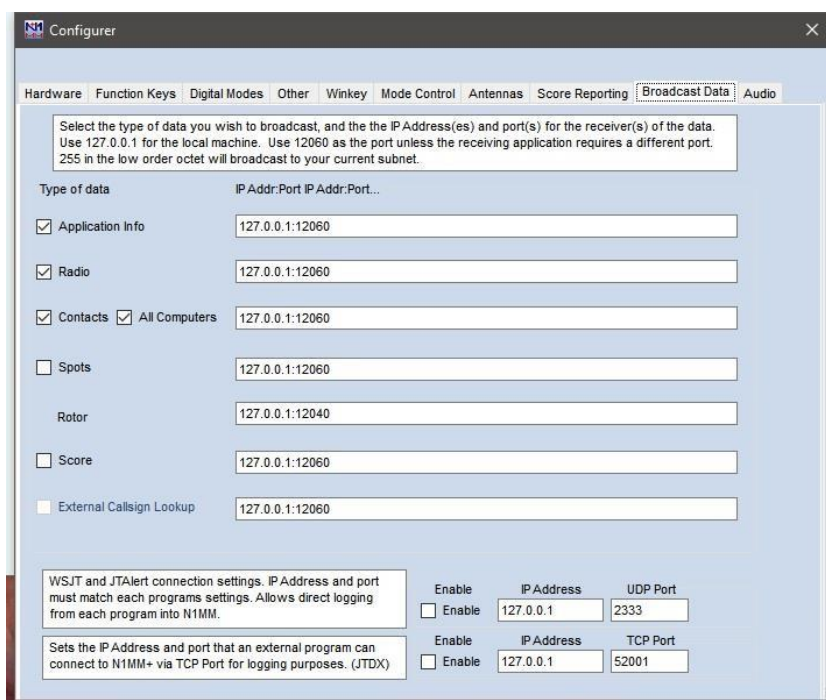 N1 Configurer
Hardware Function Keys Digital Modes Other Winkey Mode Control Antennas Score Reporting Broadcast Data Audio
Select the type of data you wish to broadcast, and the the IP Address(es) and port(s) for the receiver(s) of the data.
Use 127.0.0.1 for the local machine. Use 12060 as the port unless the receiving application requires a different port.
255 in the low order octet will broadcast to your current subnet.
Type of data IP Addr:Port IP Addr:Port...
Application Info 127.0.0.1:12060
Radio 127.0.0.1:12060
Contacts All Computers 127.0.0.1:12060
Spots 127.0.0.1:12060
Rotor 127.0.0.1:12040
Score 127.0.0.1:12060
External Callsign Lookup 127.0.0.1:12060
WSJT and JTAlert connection settings. IP Address and port
must match each programs settings. Allows direct logging
from each program into N1MM.
Enable IP Address UDP Port
Enable 127.0.0.1 2333
Sets the IP Address and port that an external program can
connect to N1MM+ via TCP Port for logging purposes. (JTDX)
Enable IP Address TCP Port
Enable 127.0.0.1 52001